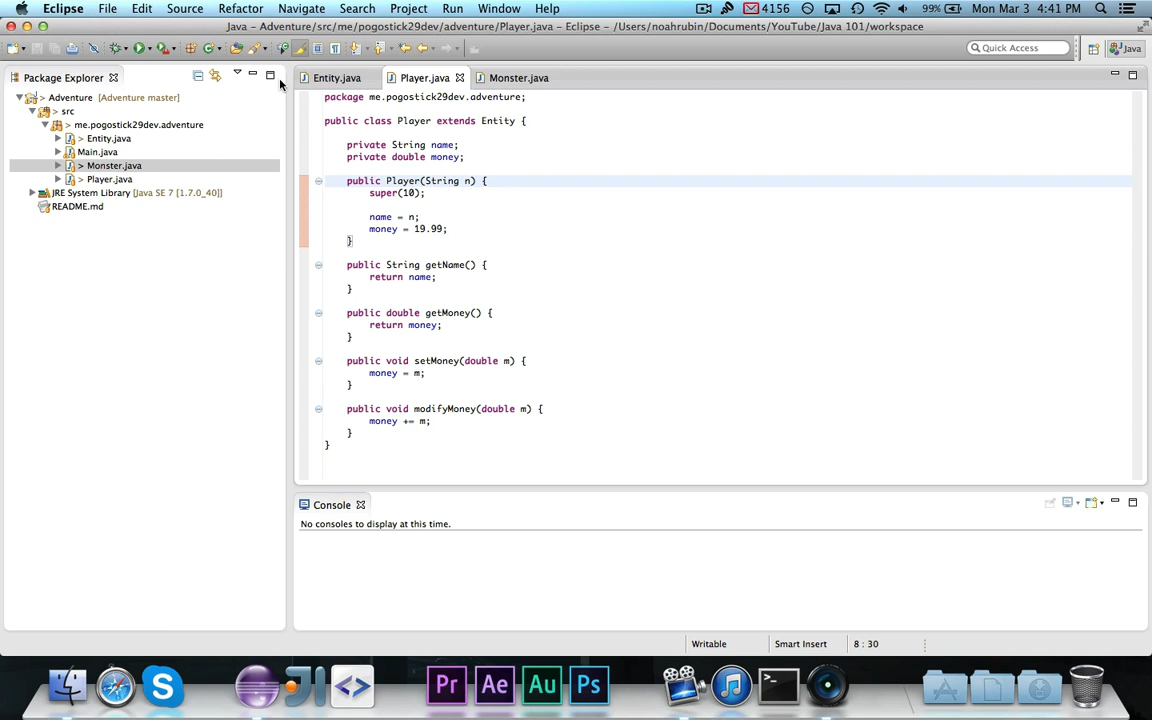 Eclipse File Edit Source Refactor Navigate Search Project Run Window Help 4156 99% Mon Mar 3 4:41 PM
Java – Adventure/src/me/pogostick29dev/adventure/Player.java – Eclipse – /Users/noahrubin/Documents/YouTube/Java 101/workspace
Quick Access Java
Package Explorer
> Adventure [Adventure master]
> src
> me.pogostick29dev.adventure
> Entity.java
Main.java
> Monster.java
> Player.java
JRE System Library [Java SE 7 [1.7.0_40]]
README.md
Entity.java Player.java Monster.java
package me.pogostick29dev.adventure;
public class Player extends Entity {
private String name;
private double money;
public Player(String n) {
super(10);
name = n;
money = 19.99;
}
public String getName() {
return name;
}
public double getMoney() {
return money;
}
public void setMoney(double m) {
money = m;
}
public void modifyMoney(double m) {
money += m;
}
}
Console
No consoles to display at this time.
Writable Smart Insert 8 : 30
Pr Ae Au Ps